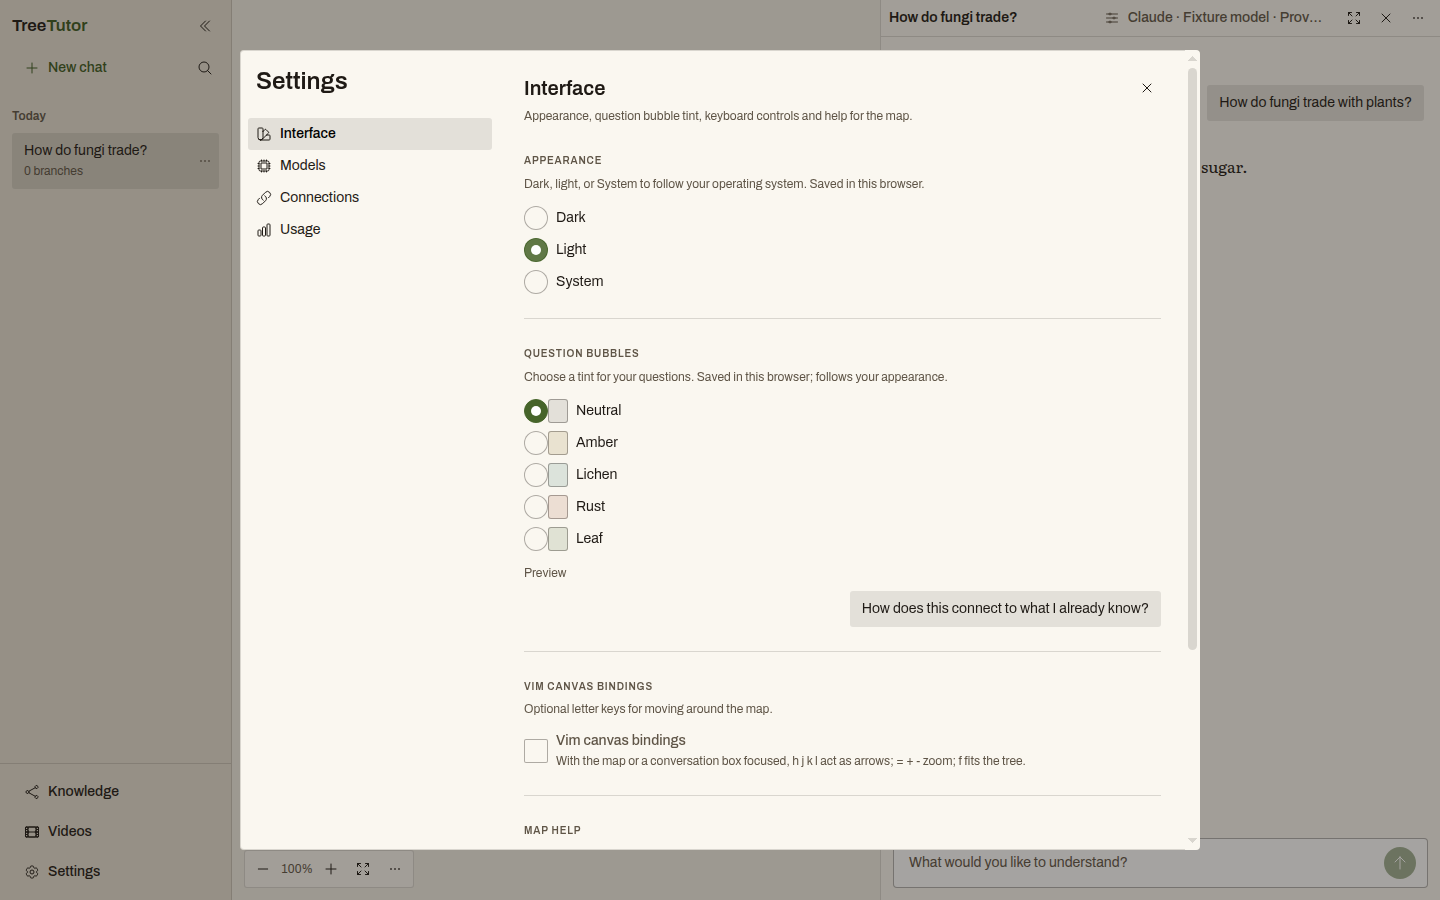 TreeTutor
New chat
Today
How do fungi trade?
0 branches
Knowledge
Videos
Settings
100%
Settings
Interface
Models
Connections
Usage
Interface
Appearance, question bubble tint, keyboard controls and help for the map.
APPEARANCE
Dark, light, or System to follow your operating system. Saved in this browser.
Dark
Light
System
QUESTION BUBBLES
Choose a tint for your questions. Saved in this browser; follows your appearance.
Neutral
Amber
Lichen
Rust
Leaf
Preview
How does this connect to what I already know?
VIM CANVAS BINDINGS
Optional letter keys for moving around the map.
Vim canvas bindings
With the map or a conversation box focused, h j k l act as arrows; = + - zoom; f fits the tree.
MAP HELP
How do fungi trade?
Claude · Fixture model · Prov...
How do fungi trade with plants?
sugar.
What would you like to understand?